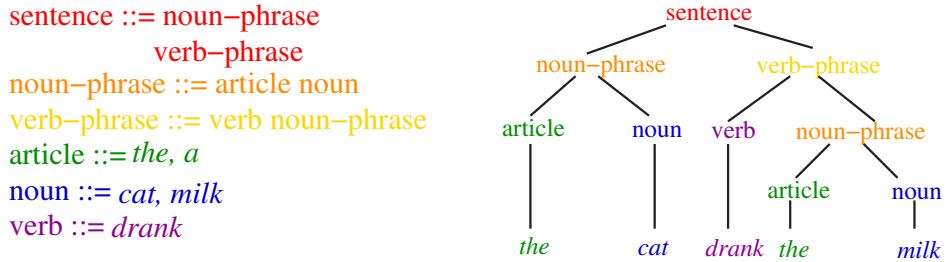 sentence ::= noun−phrase
verb−phrase
noun−phrase ::= article noun
verb−phrase ::= verb noun−phrase
article ::= the, a
noun ::= cat, milk
verb ::= drank
sentence
noun−phrase verb−phrase
article noun verb noun−phrase
article noun
the cat drank the milk